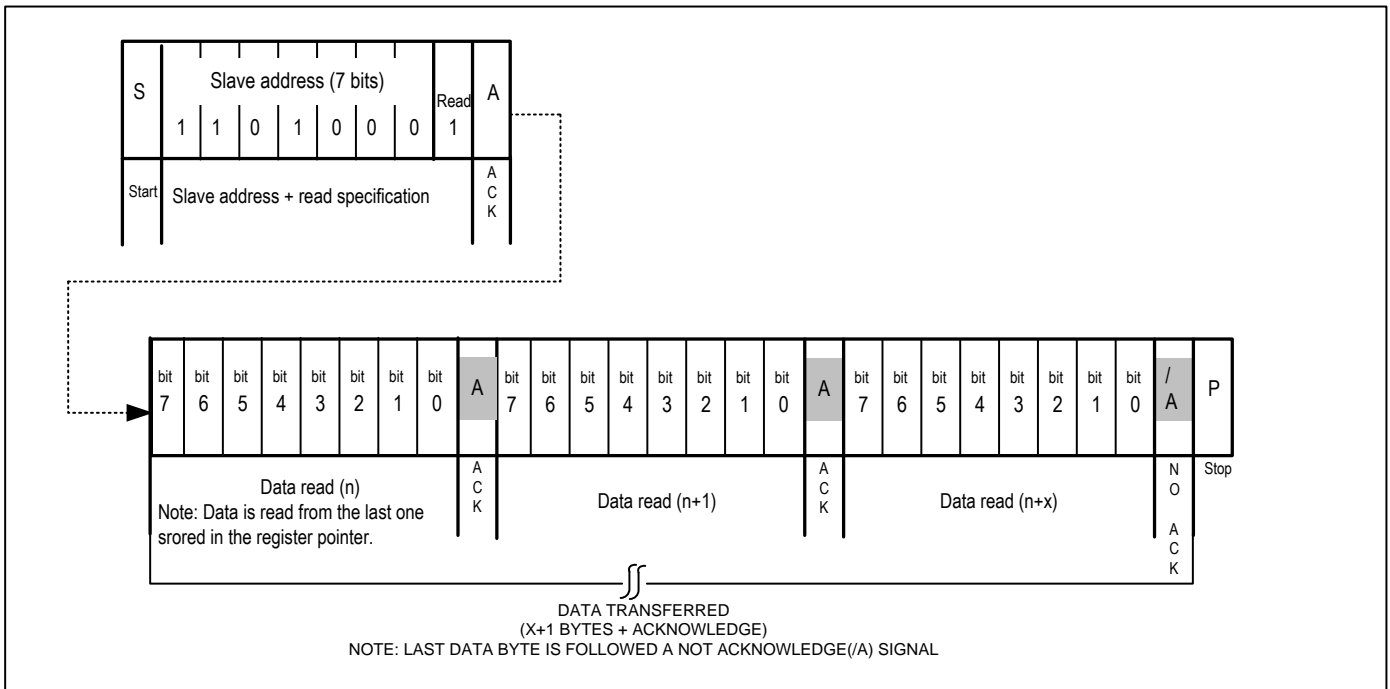 S Slave address (7 bits) Read A
1 1 0 1 0 0 0 1
Start Slave address + read specification ACK
bit bit bit bit bit bit bit bit A bit bit bit bit bit bit bit bit A bit bit bit bit bit bit bit bit /A P
7 6 5 4 3 2 1 0 7 6 5 4 3 2 1 0 7 6 5 4 3 2 1 0
ACK ACK NO ACK Stop
Data read (n) Data read (n+1) Data read (n+x)
Note: Data is read from the last one
srored in the register pointer.
DATA TRANSFERRED
(X+1 BYTES + ACKNOWLEDGE)
NOTE: LAST DATA BYTE IS FOLLOWED A NOT ACKNOWLEDGE(/A) SIGNAL